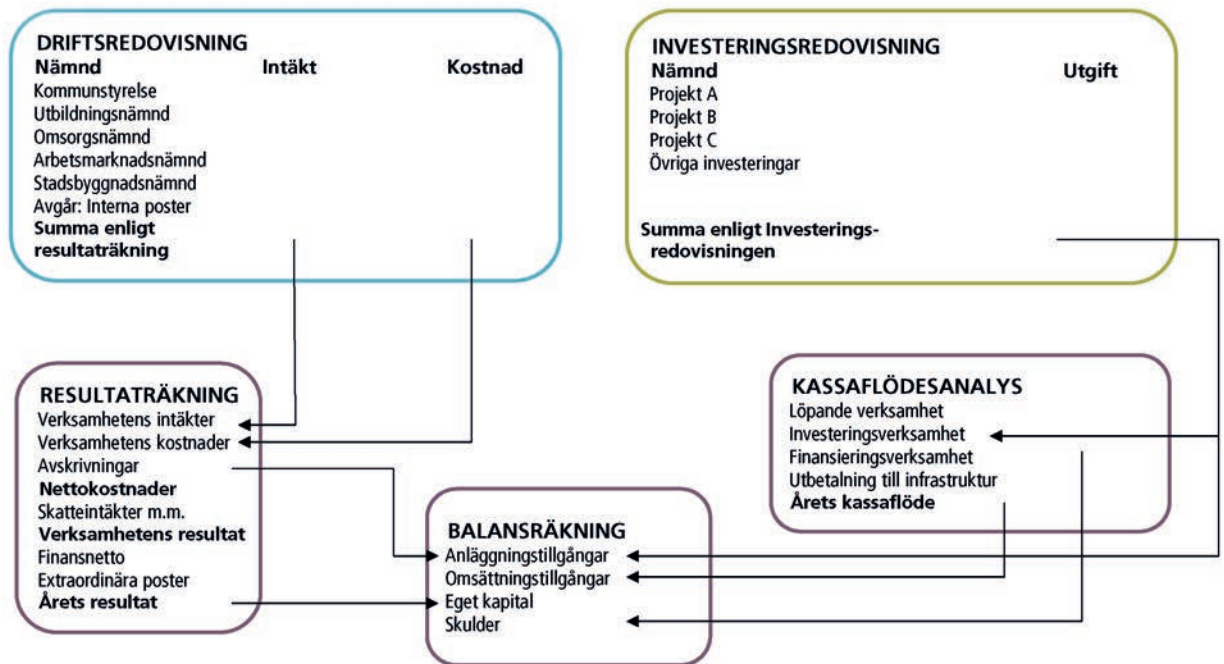 DRIFTSREDOVISNING
Nämnd Intäkt Kostnad
Kommunstyrelse
Utbildningsnämnd
Omsorgsnämnd
Arbetsmarknadsnämnd
Stadsbyggnadsnämnd
Avgår: Interna poster
Summa enligt
resultaträkning
INVESTERINGSREDOVISNING
Nämnd Utgift
Projekt A
Projekt B
Projekt C
Övriga investeringar
Summa enligt Investerings-
redovisningen
RESULTATRÄKNING
Verksamhetens intäkter
Verksamhetens kostnader
Avskrivningar
Nettokostnader
Skatteintäkter m.m.
Verksamhetens resultat
Finansnetto
Extraordinära poster
Årets resultat
KASSAFLÖDESANALYS
Löpande verksamhet
Investeringsverksamhet
Finansieringsverksamhet
Utbetalning till infrastruktur
Årets kassaflöde
BALANSRÄKNING
Anläggningstillgångar
Omsättningstillgångar
Eget kapital
Skulder